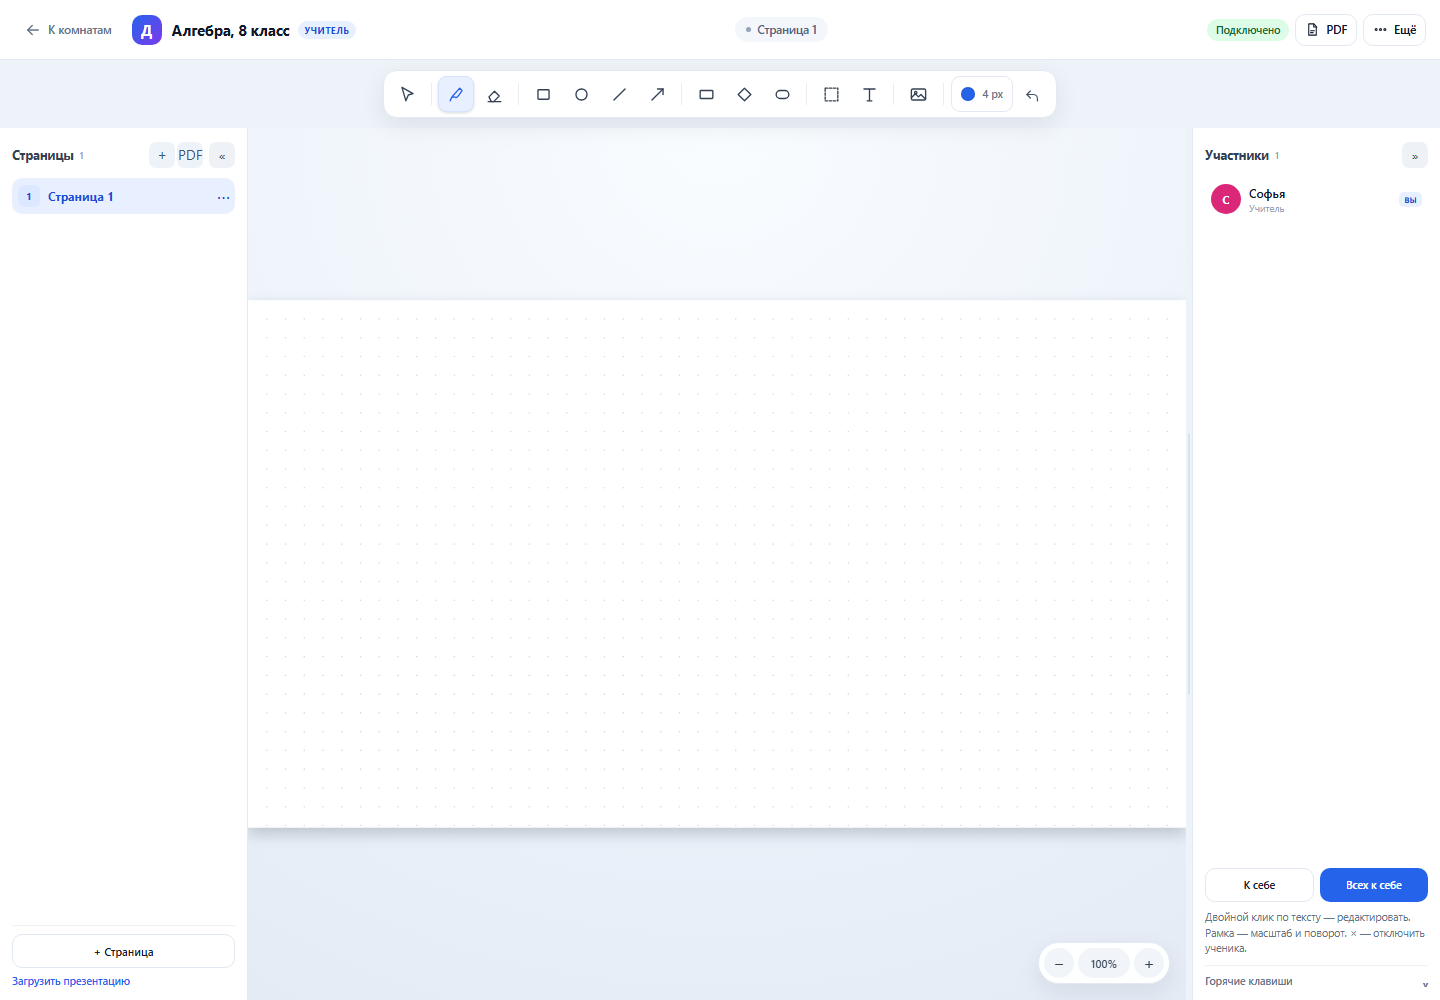 К комнатам
Д
Алгебра, 8 класс
УЧИТЕЛЬ
Страница 1
Подключено
PDF
Ещё
4 px
Страницы 1
+
PDF
«
1
Страница 1
Участники 1
»
С
Софья
Учитель
ВЫ
+ Страница
Загрузить презентацию
− 100% +
К себе
Всех к себе
Двойной клик по тексту — редактировать.
Рамка — масштаб и поворот. × — отключить
ученика.
Горячие клавиши